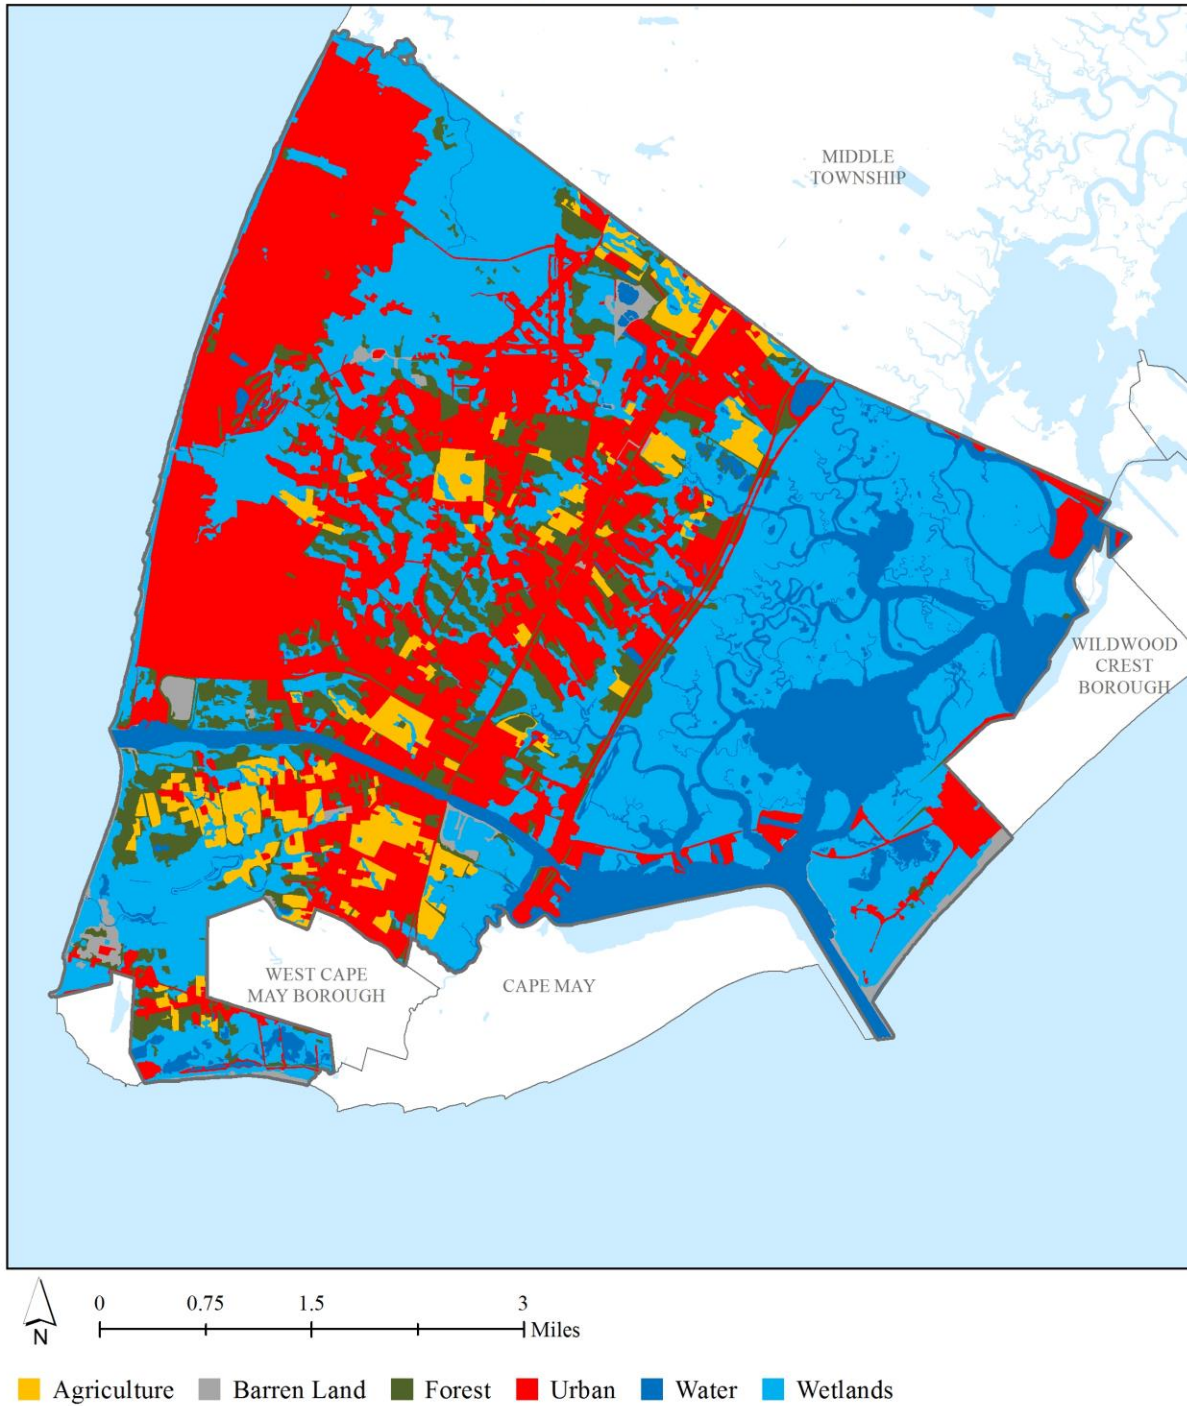 MIDDLE
TOWNSHIP
WILDWOOD
CREST
BOROUGH
WEST CAPE
MAY BOROUGH
CAPE MAY
N
0 0.75 1.5 3
Miles
Agriculture Barren Land Forest Urban Water Wetlands